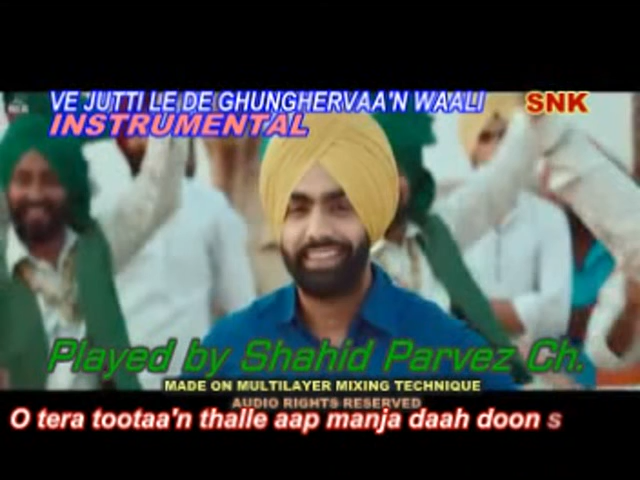 VE JUTTI LE DE GHUNGHERVAA'N WAALI
SNK
INSTRUMENTAL
Played by Shahid Parvez Ch.
MADE ON MULTILAYER MIXING TECHNIQUE
AUDIO RIGHTS RESERVED
O tera tootaa'n thalle aap manja daah doon s